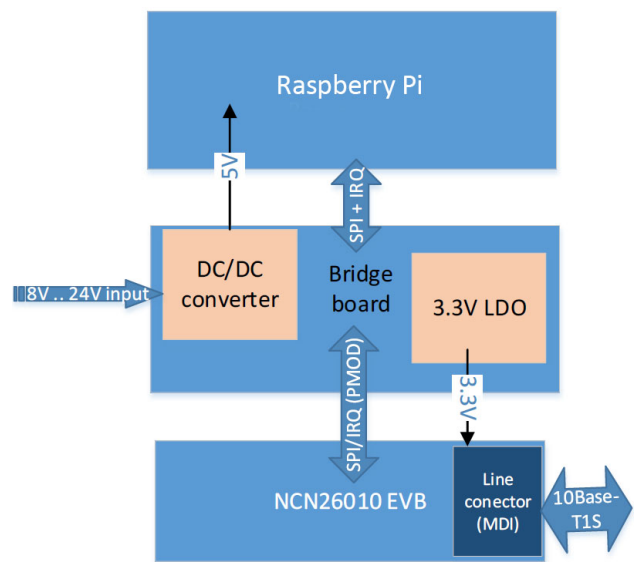 Raspberry Pi
5V
SPI + IRQ
8V .. 24V input
DC/DC
converter
Bridge
board
3.3V LDO
SPI/IRQ (PMOD)
3.3V
NCN26010 EVB
Line
conector
(MDI)
10Base-
T1S